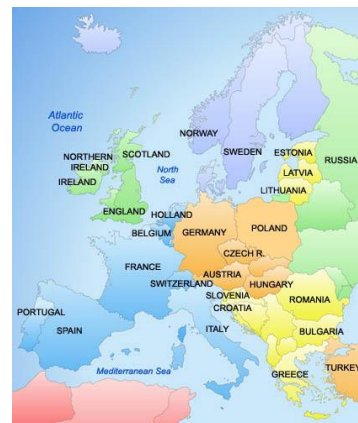 Atlantic
Ocean
NORWAY
SWEDEN
ESTONIA
RUSSIA
NORTHERN
IRELAND
SCOTLAND
North
Sea
LATVIA
IRELAND
LITHUANIA
ENGLAND
HOLLAND
BELGIUM
GERMANY
POLAND
CZECH R.
FRANCE
AUSTRIA
SWITZERLAND
HUNGARY
SLOVENIA
ROMANIA
CROATIA
PORTUGAL
SPAIN
ITALY
BULGARIA
Mediterranean Sea
GREECE
TURKEY